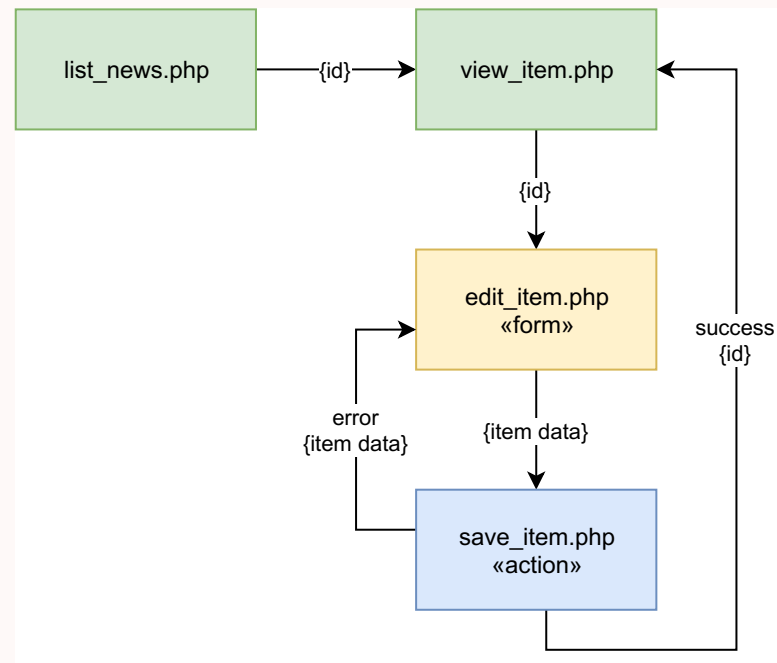 list_news.php
{id}
view_item.php
{id}
edit_item.php
«form»
success
{id}
error
{item data}
{item data}
save_item.php
«action»